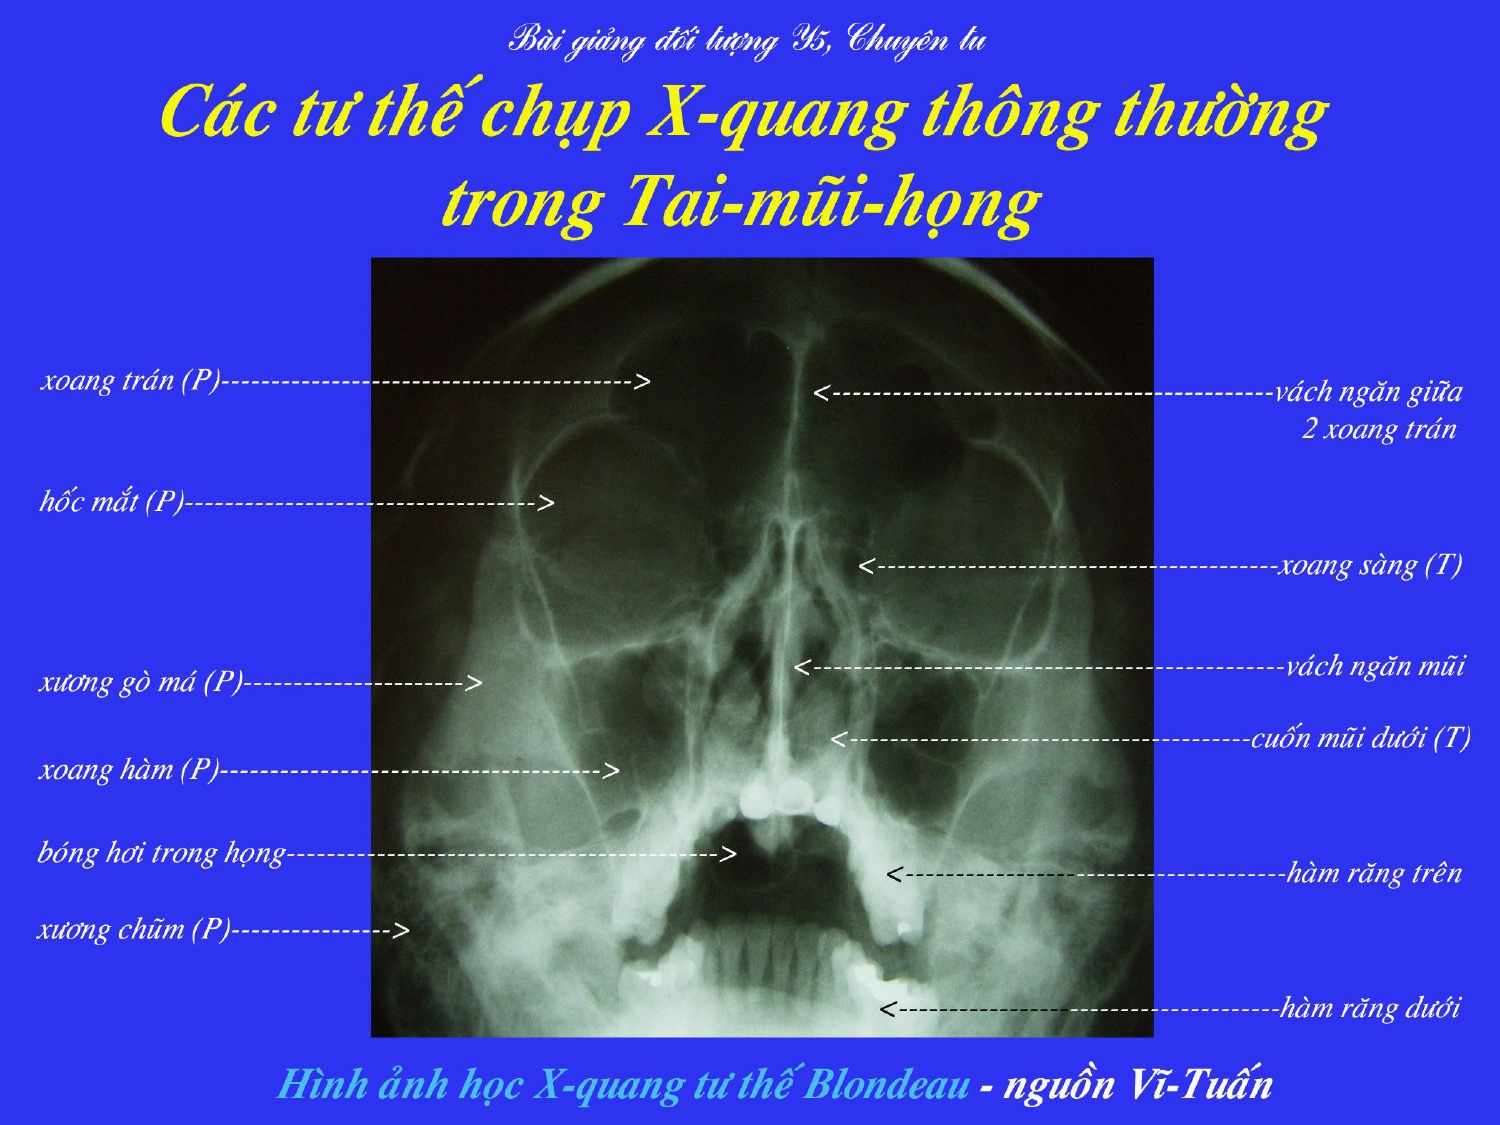 Bài giảng đối tượng Y5, Chuyên tu
Các tư thế chụp X-quang thông thường
trong Tai-mũi-họng
xoang trán (P)
hốc mắt (P)
xương gò má (P)
xoang hàm (P)
bóng hơi trong họng
xương chũm (P)
vách ngăn giữa
2 xoang trán
xoang sàng (T)
vách ngăn mũi
cuốn mũi dưới (T)
hàm răng trên
hàm răng dưới
Hình ảnh học X-quang tư thế Blondeau - nguồn Vĩ-Tuấn